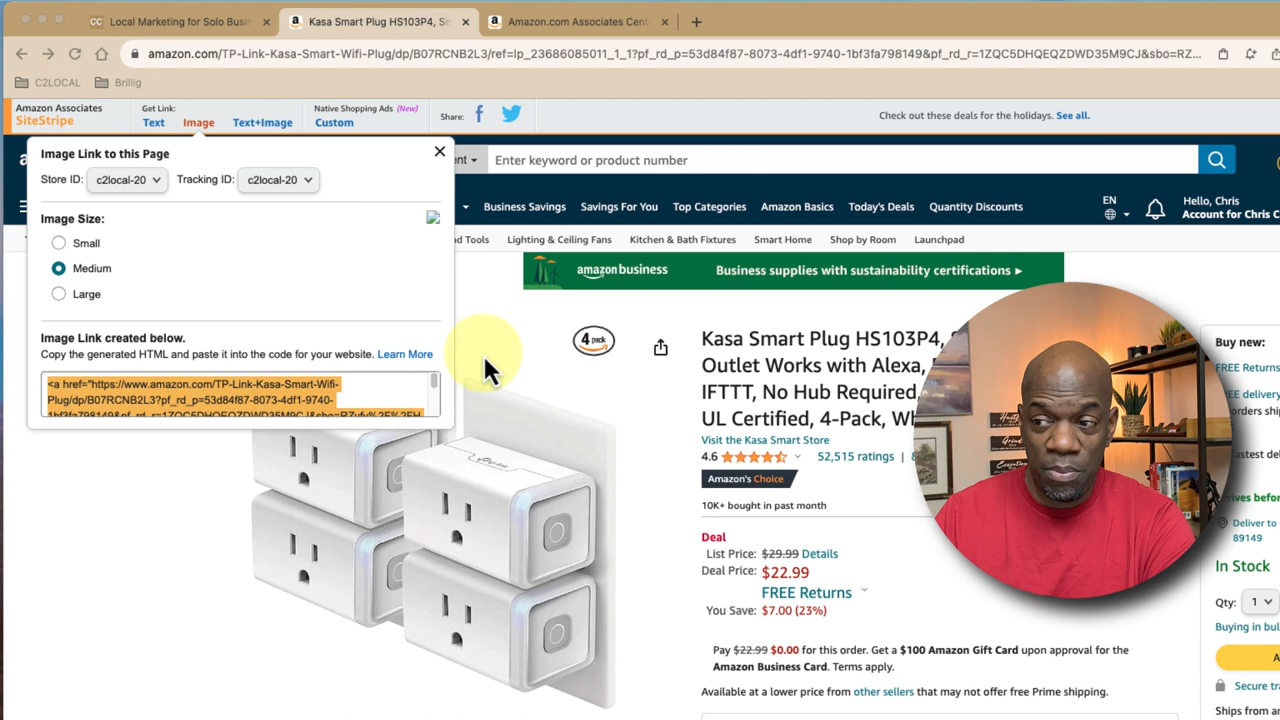 CC Local Marketing for Solo Busin
a Kasa Smart Plug HS103P4, Sm
a Amazon.com Associates Cent
amazon.com/TP-Link-Kasa-Smart-Wifi-Plug/dp/B07RCNB2L3/ref=lp_23686085011_1_1?pf_rd_p=53d84f87-8073-4df1-9740-1bf3fa798149&pf_rd_r=1ZQC5DHQEQZDWD35M9CJ&sbo=RZ...
C2LOCAL
Brillig
Amazon Associates
SiteStripe
Get Link:
Text
Image
Text+Image
Native Shopping Ads (New)
Custom
Share:
Check out these deals for the holidays. See all.
Image Link to this Page
Store ID: c2local-20
Tracking ID: c2local-20
Image Size:
Small
Medium
Large
Image Link created below.
Copy the generated HTML and paste it into the code for your website. Learn More
<a href="https://www.amazon.com/TP-Link-Kasa-Smart-Wifi-
Plug/dp/B07RCNB2L3?pf_rd_p=53d84f87-8073-4df1-9740-
Enter keyword or product number
EN
Hello, Chris
Account for Chris C
Business Savings
Savings For You
Top Categories
Amazon Basics
Today's Deals
Quantity Discounts
d Tools
Lighting & Ceiling Fans
Kitchen & Bath Fixtures
Smart Home
Shop by Room
Launchpad
amazon business
Business supplies with sustainability certifications ▸
4 pack
Kasa Smart Plug HS103P4, S
Outlet Works with Alexa,
IFTTT, No Hub Required,
UL Certified, 4-Pack, Wh
Visit the Kasa Smart Store
4.6
52,515 ratings |
Amazon's Choice
10K+ bought in past month
Deal
List Price: $29.99 Details
Deal Price: $22.99
FREE Returns
You Save: $7.00 (23%)
Pay $22.99 $0.00 for this order. Get a $100 Amazon Gift Card upon approval for the
Amazon Business Card. Terms apply.
Available at a lower price from other sellers that may not offer free Prime shipping.
Buy new:
FREE Returns
delivery
orders ship
astest del
rives before
Deliver to
89149
In Stock
Qty: 1
Buying in bul
A
Secure tra
Ships from